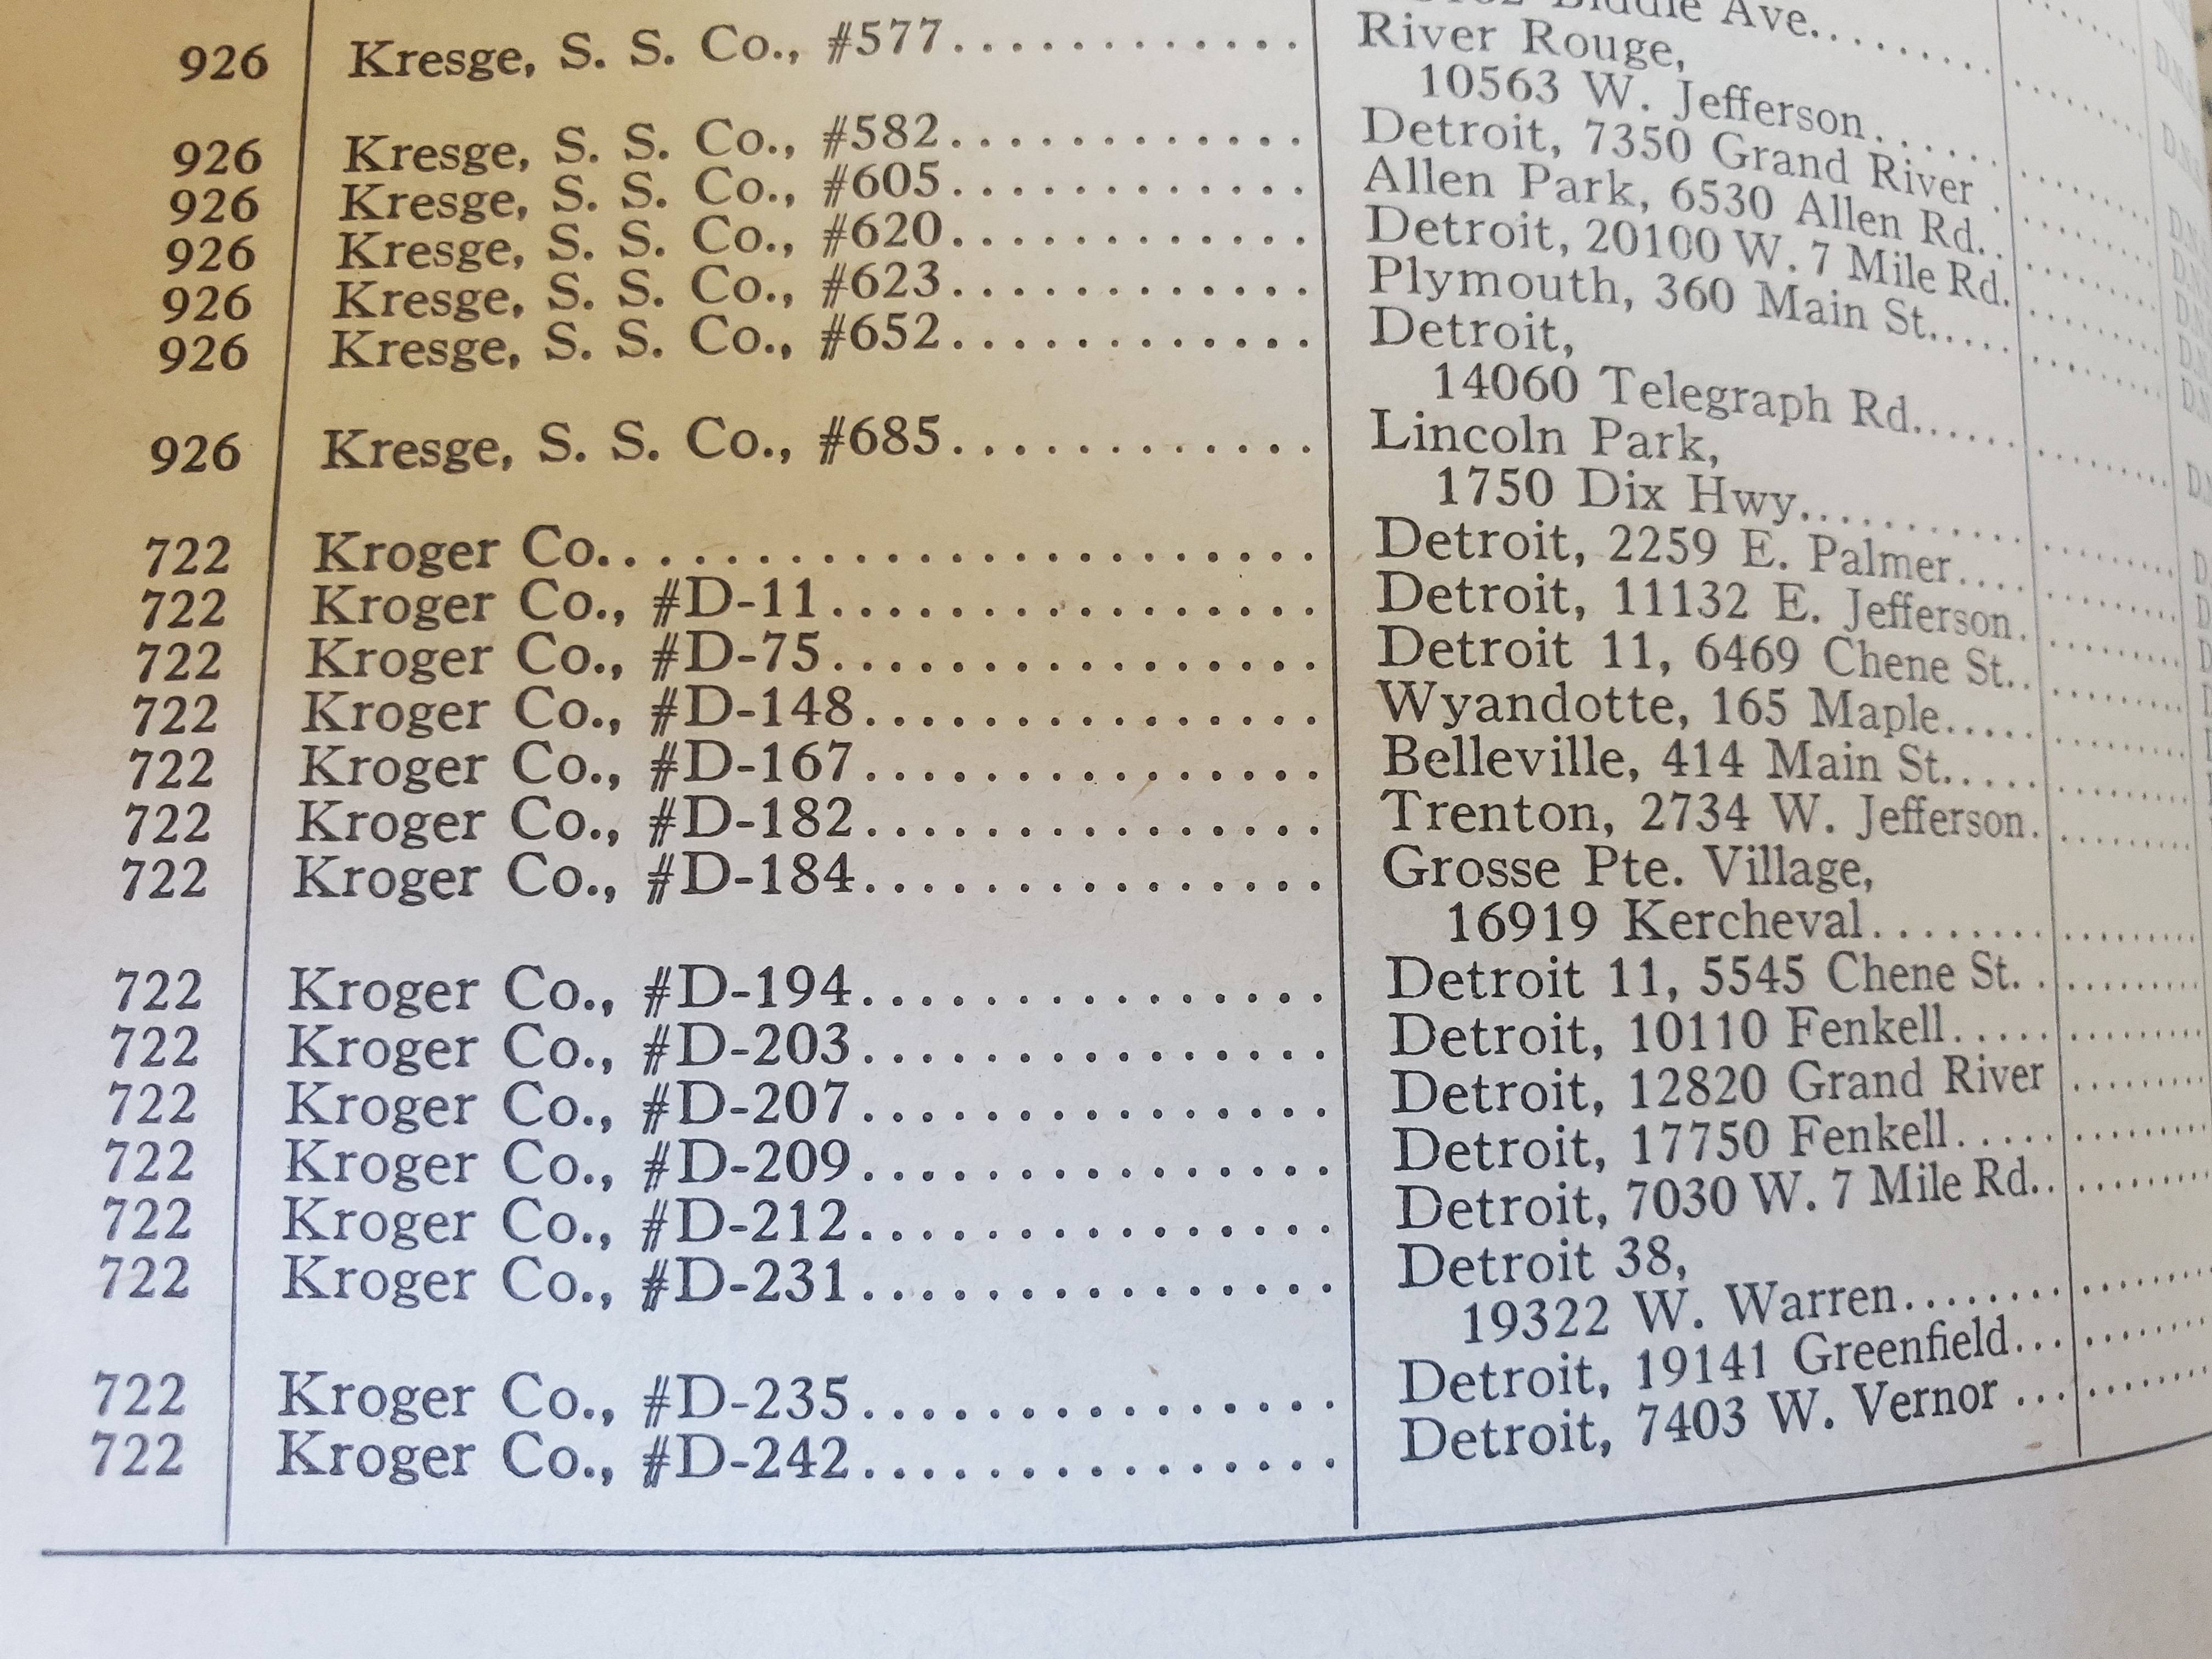 Biddle Ave.
926 Kresge, S. S. Co., #577 River Rouge,
10563 W. Jefferson
926 Kresge, S. S. Co., #582 Detroit, 7350 Grand River
926 Kresge, S. S. Co., #605 Allen Park, 6530 Allen Rd.
926 Kresge, S. S. Co., #620 Detroit, 20100 W. 7 Mile Rd.
926 Kresge, S. S. Co., #623 Plymouth, 360 Main St.
926 Kresge, S. S. Co., #652 Detroit,
14060 Telegraph Rd.
926 Kresge, S. S. Co., #685 Lincoln Park,
1750 Dix Hwy.
722 Kroger Co. Detroit, 2259 E. Palmer
722 Kroger Co., #D-11 Detroit, 11132 E. Jefferson
722 Kroger Co., #D-75 Detroit 11, 6469 Chene St.
722 Kroger Co., #D-148 Wyandotte, 165 Maple
722 Kroger Co., #D-167 Belleville, 414 Main St.
722 Kroger Co., #D-182 Trenton, 2734 W. Jefferson
722 Kroger Co., #D-184 Grosse Pte. Village,
16919 Kercheval
722 Kroger Co., #D-194 Detroit 11, 5545 Chene St.
722 Kroger Co., #D-203 Detroit, 10110 Fenkell
722 Kroger Co., #D-207 Detroit, 12820 Grand River
722 Kroger Co., #D-209 Detroit, 17750 Fenkell
722 Kroger Co., #D-212 Detroit, 7030 W. 7 Mile Rd.
722 Kroger Co., #D-231 Detroit 38,
19322 W. Warren
722 Kroger Co., #D-235 Detroit, 19141 Greenfield
722 Kroger Co., #D-242 Detroit, 7403 W. Vernor